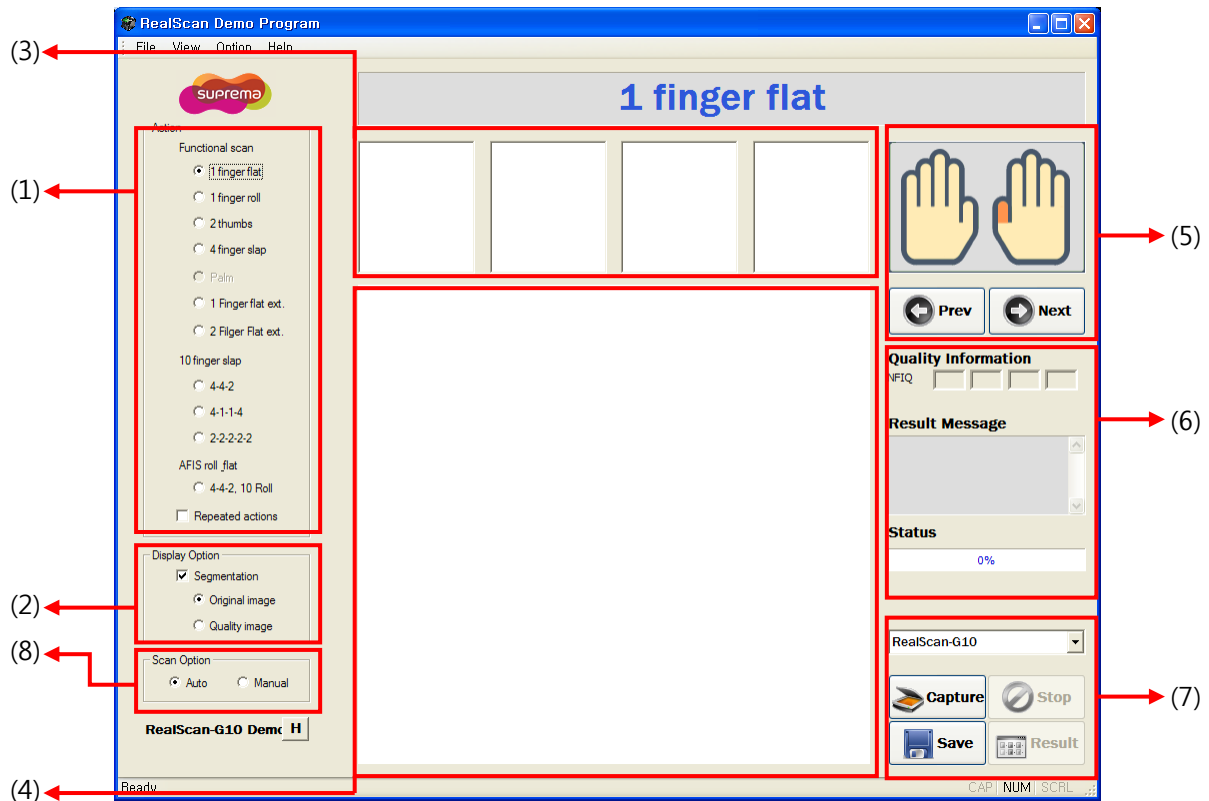 RealScan Demo Program
File View Option Help
(3)
suprema
1 finger flat
Action
Functional scan
1 finger flat
1 finger roll
2 thumbs
4 finger slap
Palm
1 Finger flat ext.
2 Filger Flat ext.
10 finger slap
4-4-2
4-1-1-4
2-2-2-2-2
AFIS roll_flat
4-4-2, 10 Roll
Repeated actions
(1)
Display Option
Segmentation
Original image
Quality image
(2)
(8)
Scan Option
Auto Manual
RealScan-G10 Demo H
(4)
Ready
(5)
Prev Next
Quality Information
NFIQ
Result Message
(6)
Status
0%
RealScan-G10
Capture Stop
Save Result
(7)
CAP NUM SCRL